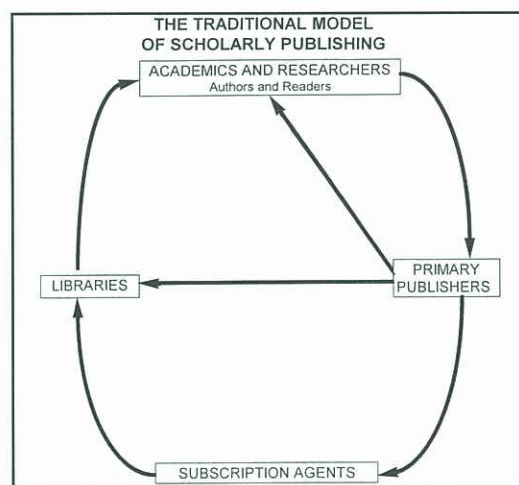 THE TRADITIONAL MODEL
OF SCHOLARLY PUBLISHING
ACADEMICS AND RESEARCHERS
Authors and Readers
LIBRARIES
PRIMARY
PUBLISHERS
SUBSCRIPTION AGENTS